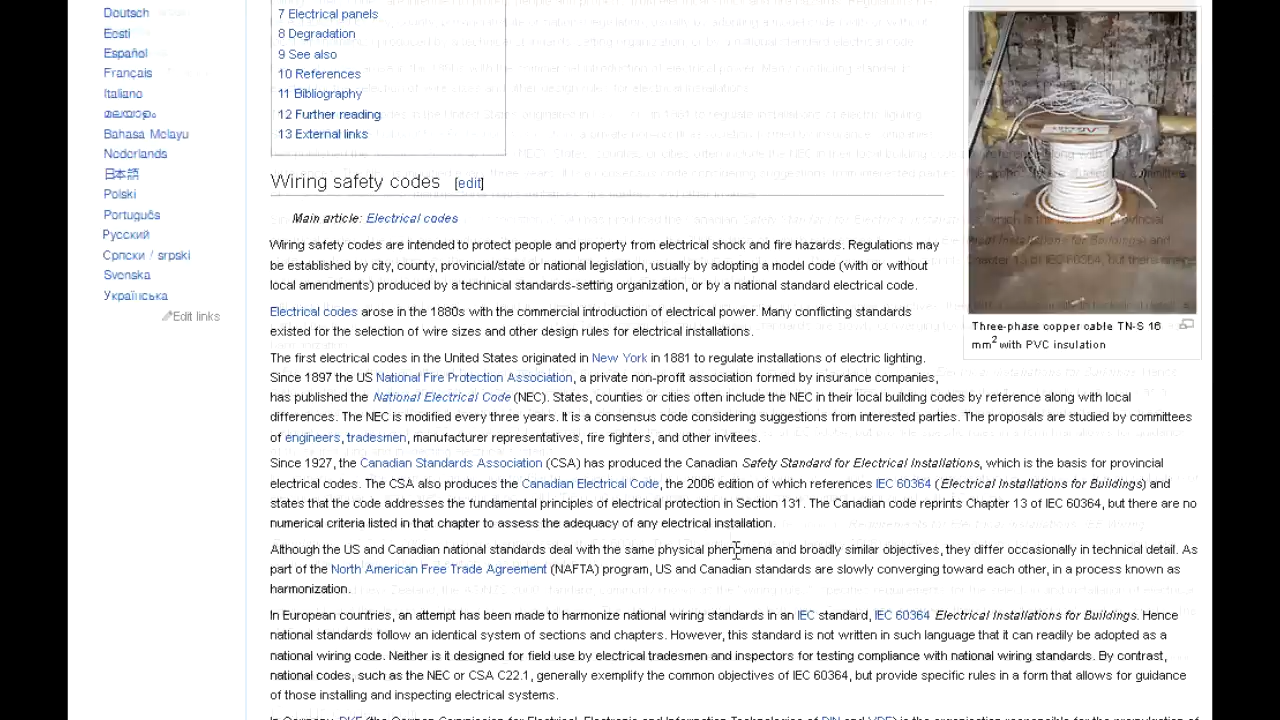 Deutsch
Eesti
Español
Français
Italiano
മലയാളം
Bahasa Melayu
Nederlands
日本語
Polski
Português
Русский
Српски / srpski
Svenska
Українська
Edit links
7 Electrical panels
8 Degradation
9 See also
10 References
11 Bibliography
12 Further reading
13 External links
Wiring safety codes [edit]
Main article: Electrical codes
Wiring safety codes are intended to protect people and property from electrical shock and fire hazards. Regulations may
be established by city, county, provincial/state or national legislation, usually by adopting a model code (with or without
local amendments) produced by a technical standards-setting organization, or by a national standard electrical code.
Electrical codes arose in the 1880s with the commercial introduction of electrical power. Many conflicting standards
existed for the selection of wire sizes and other design rules for electrical installations.
The first electrical codes in the United States originated in New York in 1881 to regulate installations of electric lighting.
Since 1897 the US National Fire Protection Association, a private non-profit association formed by insurance companies,
has published the National Electrical Code (NEC). States, counties or cities often include the NEC in their local building codes by reference along with local
differences. The NEC is modified every three years. It is a consensus code considering suggestions from interested parties. The proposals are studied by committees
of engineers, tradesmen, manufacturer representatives, fire fighters, and other invitees.
Since 1927, the Canadian Standards Association (CSA) has produced the Canadian Safety Standard for Electrical Installations, which is the basis for provincial
electrical codes. The CSA also produces the Canadian Electrical Code, the 2006 edition of which references IEC 60364 (Electrical Installations for Buildings) and
states that the code addresses the fundamental principles of electrical protection in Section 131. The Canadian code reprints Chapter 13 of IEC 60364, but there are no
numerical criteria listed in that chapter to assess the adequacy of any electrical installation.
Although the US and Canadian national standards deal with the same physical phenomena and broadly similar objectives, they differ occasionally in technical detail. As
part of the North American Free Trade Agreement (NAFTA) program, US and Canadian standards are slowly converging toward each other, in a process known as
harmonization.
In European countries, an attempt has been made to harmonize national wiring standards in an IEC standard, IEC 60364 Electrical Installations for Buildings. Hence
national standards follow an identical system of sections and chapters. However, this standard is not written in such language that it can readily be adopted as a
national wiring code. Neither is it designed for field use by electrical tradesmen and inspectors for testing compliance with national wiring standards. By contrast,
national codes, such as the NEC or CSA C22.1, generally exemplify the common objectives of IEC 60364, but provide specific rules in a form that allows for guidance
of those installing and inspecting electrical systems.
Three-phase copper cable TN-S 16
mm² with PVC insulation